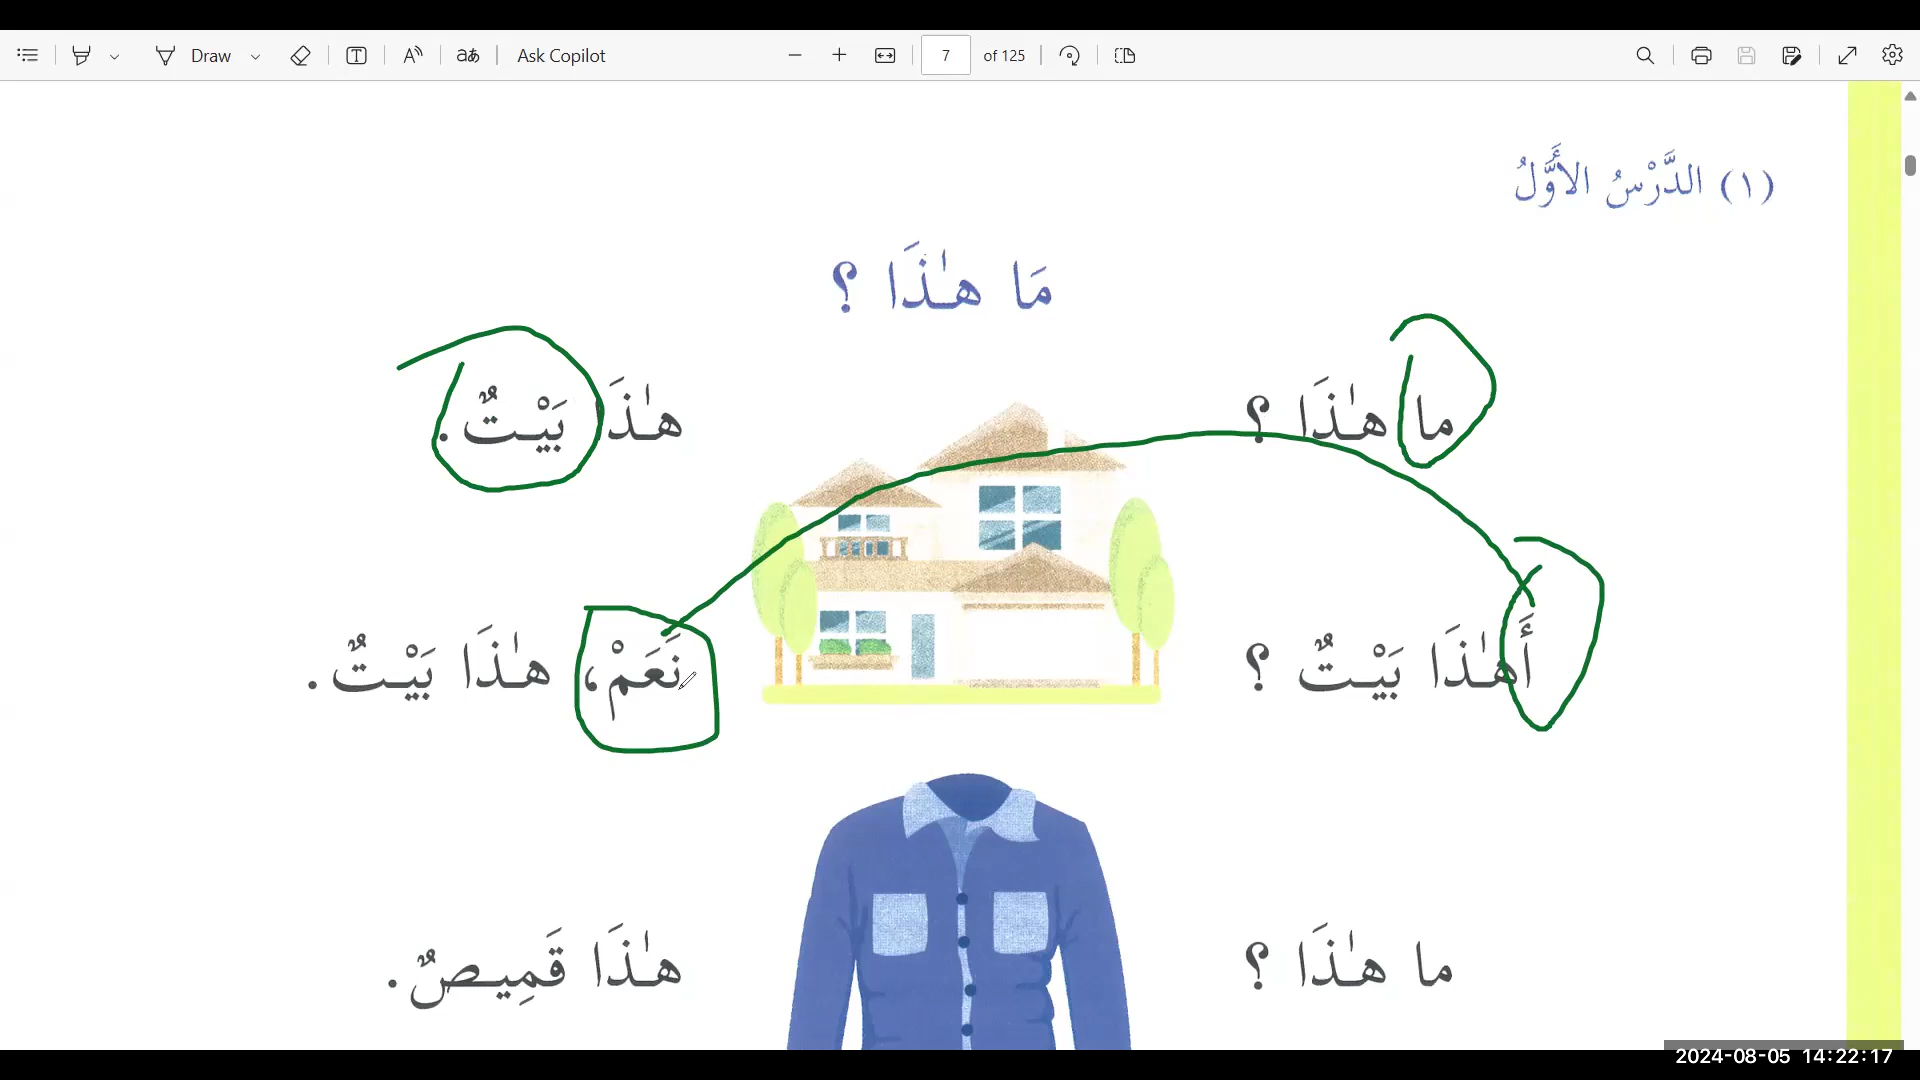 Draw Ask Copilot 7 of 125
(١) الدَّرْسُ الأَوَّلُ
مَا هٰذَا ؟
ما هٰذَا ؟ هٰذَا بَيْتٌ .
أَهٰذَا بَيْتٌ ؟ نَعَمْ، هٰذَا بَيْتٌ .
ما هٰذَا ؟ هٰذَا قَمِيصٌ .
2024-08-05 14:22:17